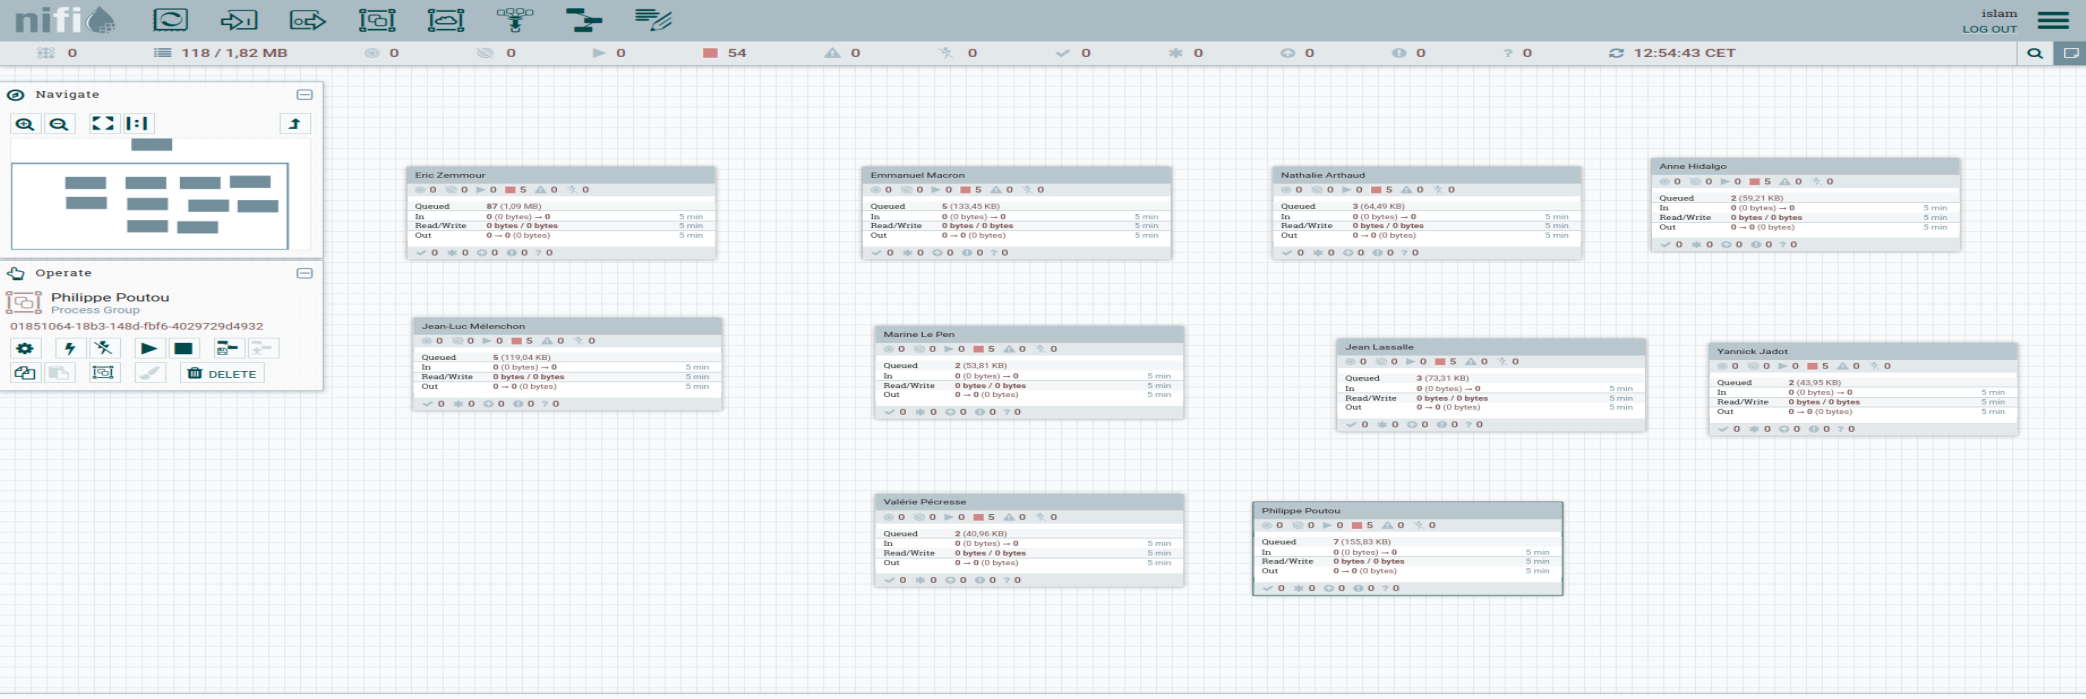 nifi
islam
LOG OUT
0 118 / 1,82 MB 0 0 0 54 0 0 0 0 0 0 ? 0 12:54:43 CET
Navigate
Operate
Philippe Poutou
Process Group
01851064-18b3-148d-fbf6-4029729d4932
DELETE
Eric Zemmour
0 0 0 5 0 0
Queued 87 (1,09 MB)
In 0 (0 bytes) → 0 5 min
Read/Write 0 bytes / 0 bytes 5 min
Out 0 → 0 (0 bytes) 5 min
0 0 0 0 ? 0
Emmanuel Macron
0 0 0 5 0 0
Queued 5 (133,45 KB)
In 0 (0 bytes) → 0 5 min
Read/Write 0 bytes / 0 bytes 5 min
Out 0 → 0 (0 bytes) 5 min
0 0 0 0 ? 0
Nathalie Arthaud
0 0 0 5 0 0
Queued 3 (64,49 KB)
In 0 (0 bytes) → 0 5 min
Read/Write 0 bytes / 0 bytes 5 min
Out 0 → 0 (0 bytes) 5 min
0 0 0 0 ? 0
Anne Hidalgo
0 0 0 5 0 0
Queued 2 (59,21 KB)
In 0 (0 bytes) → 0 5 min
Read/Write 0 bytes / 0 bytes 5 min
Out 0 → 0 (0 bytes) 5 min
0 0 0 0 ? 0
Jean-Luc Mélenchon
0 0 0 5 0 0
Queued 5 (119,04 KB)
In 0 (0 bytes) → 0 5 min
Read/Write 0 bytes / 0 bytes 5 min
Out 0 → 0 (0 bytes) 5 min
0 0 0 0 ? 0
Marine Le Pen
0 0 0 5 0 0
Queued 2 (53,81 KB)
In 0 (0 bytes) → 0 5 min
Read/Write 0 bytes / 0 bytes 5 min
Out 0 → 0 (0 bytes) 5 min
0 0 0 0 ? 0
Jean Lassalle
0 0 0 5 0 0
Queued 3 (73,31 KB)
In 0 (0 bytes) → 0 5 min
Read/Write 0 bytes / 0 bytes 5 min
Out 0 → 0 (0 bytes) 5 min
0 0 0 0 ? 0
Yannick Jadot
0 0 0 5 0 0
Queued 2 (43,95 KB)
In 0 (0 bytes) → 0 5 min
Read/Write 0 bytes / 0 bytes 5 min
Out 0 → 0 (0 bytes) 5 min
0 0 0 0 ? 0
Valérie Pécresse
0 0 0 5 0 0
Queued 2 (40,96 KB)
In 0 (0 bytes) → 0 5 min
Read/Write 0 bytes / 0 bytes 5 min
Out 0 → 0 (0 bytes) 5 min
0 0 0 0 ? 0
Philippe Poutou
0 0 0 5 0 0
Queued 7 (155,83 KB)
In 0 (0 bytes) → 0 5 min
Read/Write 0 bytes / 0 bytes 5 min
Out 0 → 0 (0 bytes) 5 min
0 0 0 0 ? 0